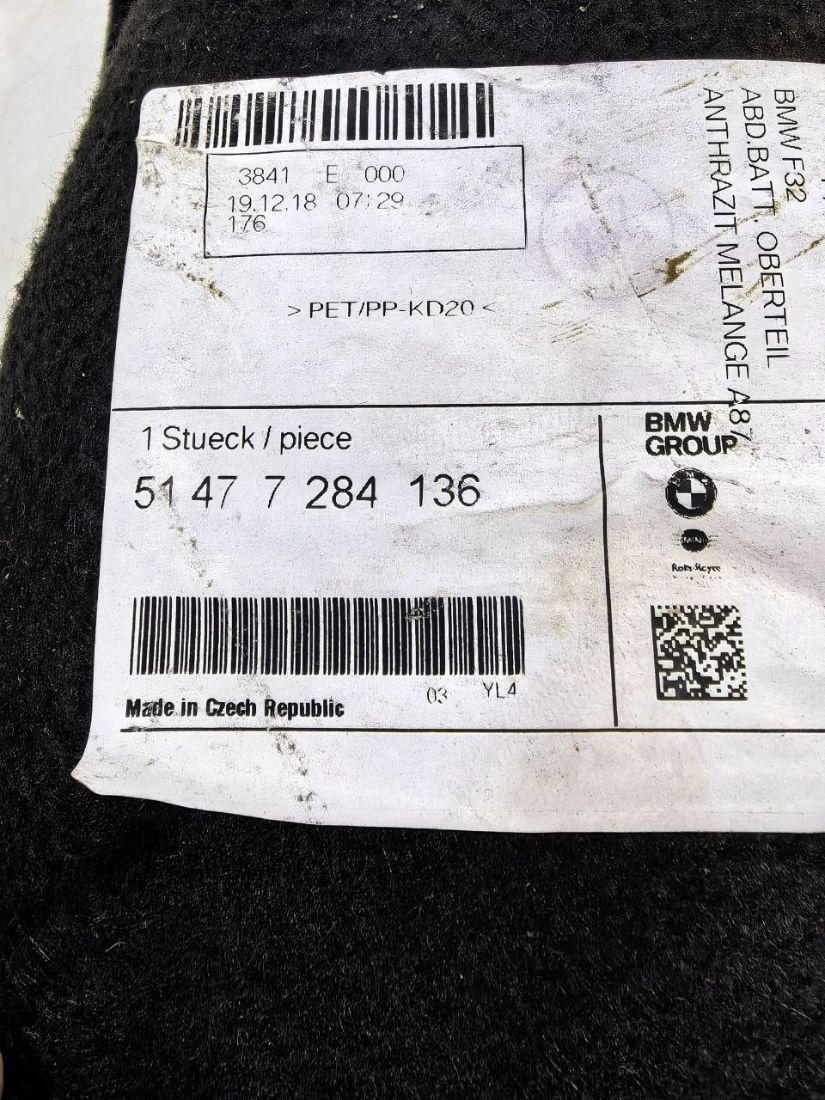 3841 E 000
19.12.18 07:29
176
> PET/PP-KD20 <
BMW F32
ABD.BATT. OBERTEIL
ANTHRAZIT MELANGE A87
1 Stueck / piece
51 47 7 284 136
BMW
GROUP
MINI
03 YL4
Made in Czech Republic